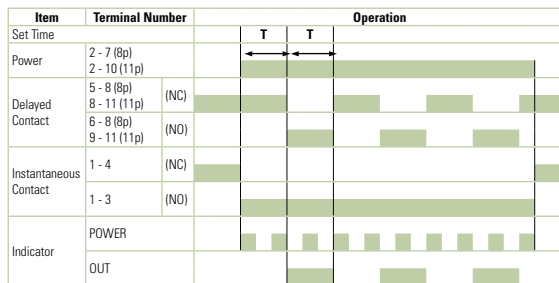 Item Terminal Number Operation
Set Time T T
Power 2 - 7 (8p)
2 - 10 (11p)
Delayed Contact 5 - 8 (8p)
8 - 11 (11p) (NC)
6 - 8 (8p)
9 - 11 (11p) (NO)
Instantaneous Contact 1 - 4 (NC)
1 - 3 (NO)
Indicator POWER
OUT